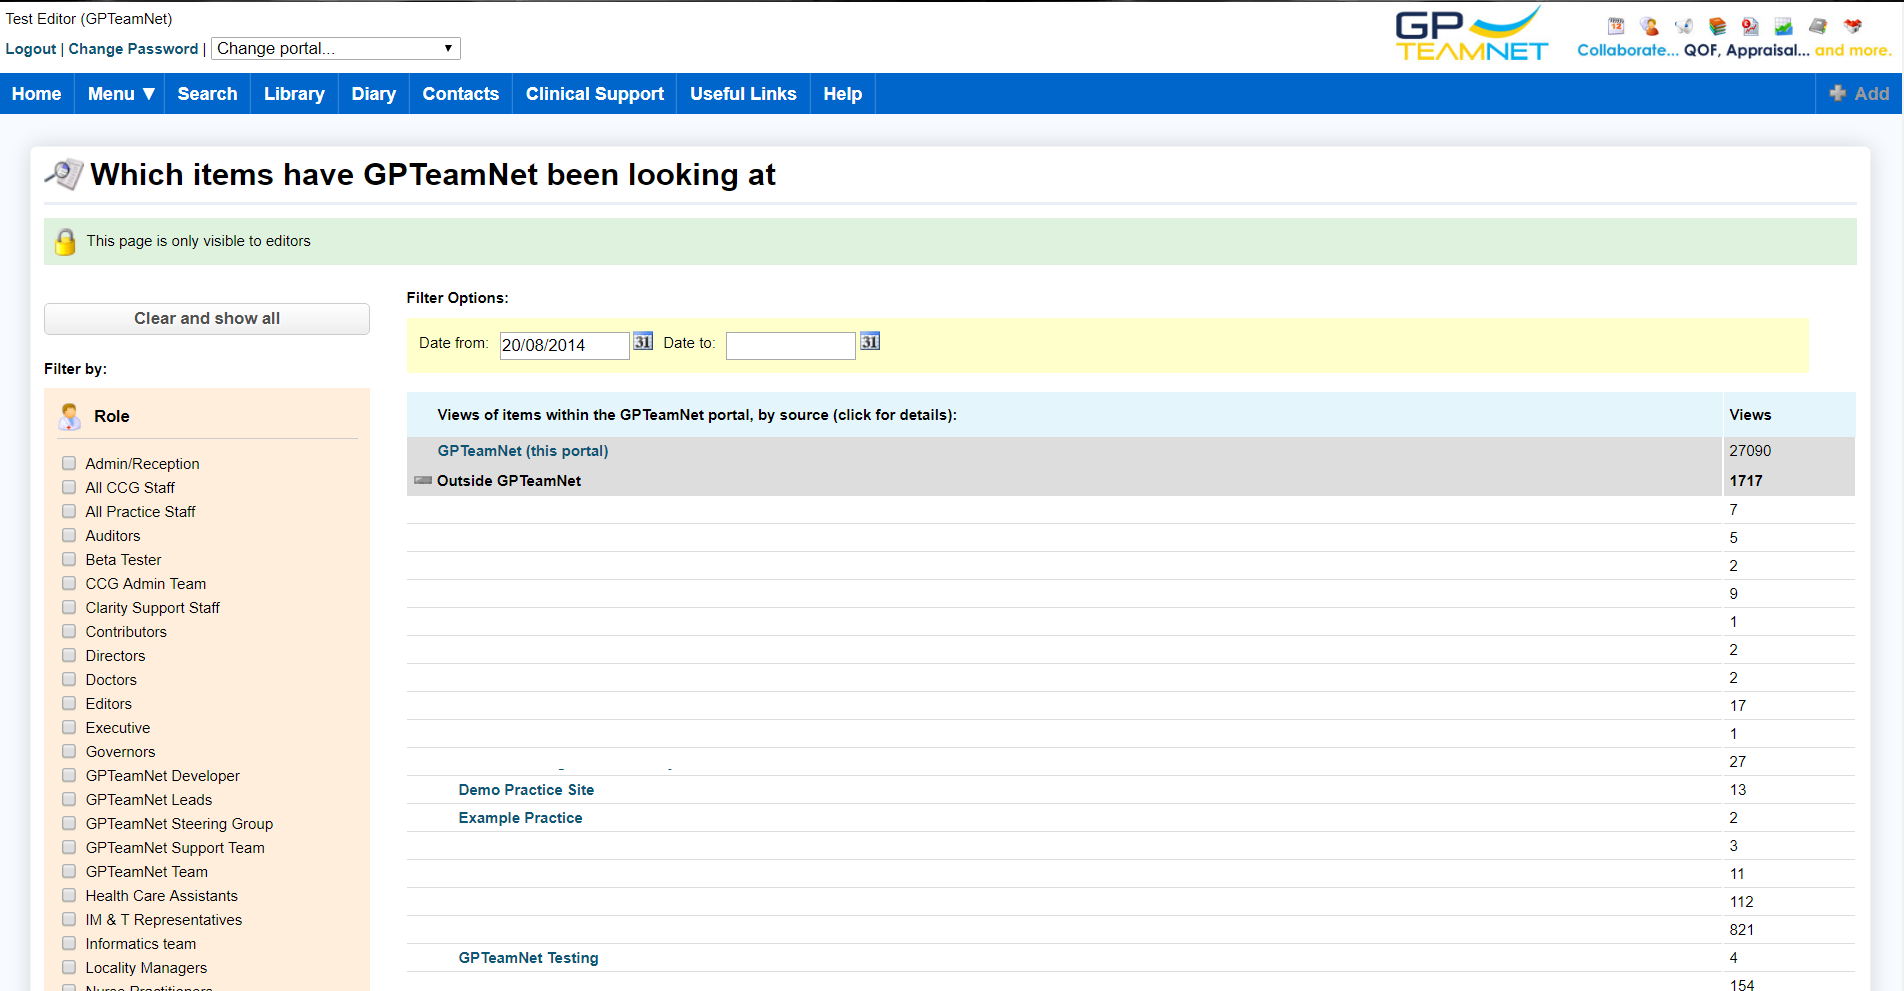 Test Editor (GPTeamNet)
Logout | Change Password | Change portal...
GP TEAMNET
Collaborate... QOF, Appraisal... and more.
Home Menu ▼ Search Library Diary Contacts Clinical Support Useful Links Help Add
Which items have GPTeamNet been looking at
This page is only visible to editors
Clear and show all
Filter by:
Role
Admin/Reception
All CCG Staff
All Practice Staff
Auditors
Beta Tester
CCG Admin Team
Clarity Support Staff
Contributors
Directors
Doctors
Editors
Executive
Governors
GPTeamNet Developer
GPTeamNet Leads
GPTeamNet Steering Group
GPTeamNet Support Team
GPTeamNet Team
Health Care Assistants
IM & T Representatives
Informatics team
Locality Managers
Nurse Practitioners
Filter Options:
Date from: 20/08/2014 31 Date to: 31
Views of items within the GPTeamNet portal, by source (click for details): Views
GPTeamNet (this portal) 27090
Outside GPTeamNet 1717
7
5
2
9
1
2
2
17
1
27
Demo Practice Site 13
Example Practice 2
3
11
112
821
GPTeamNet Testing 4
154